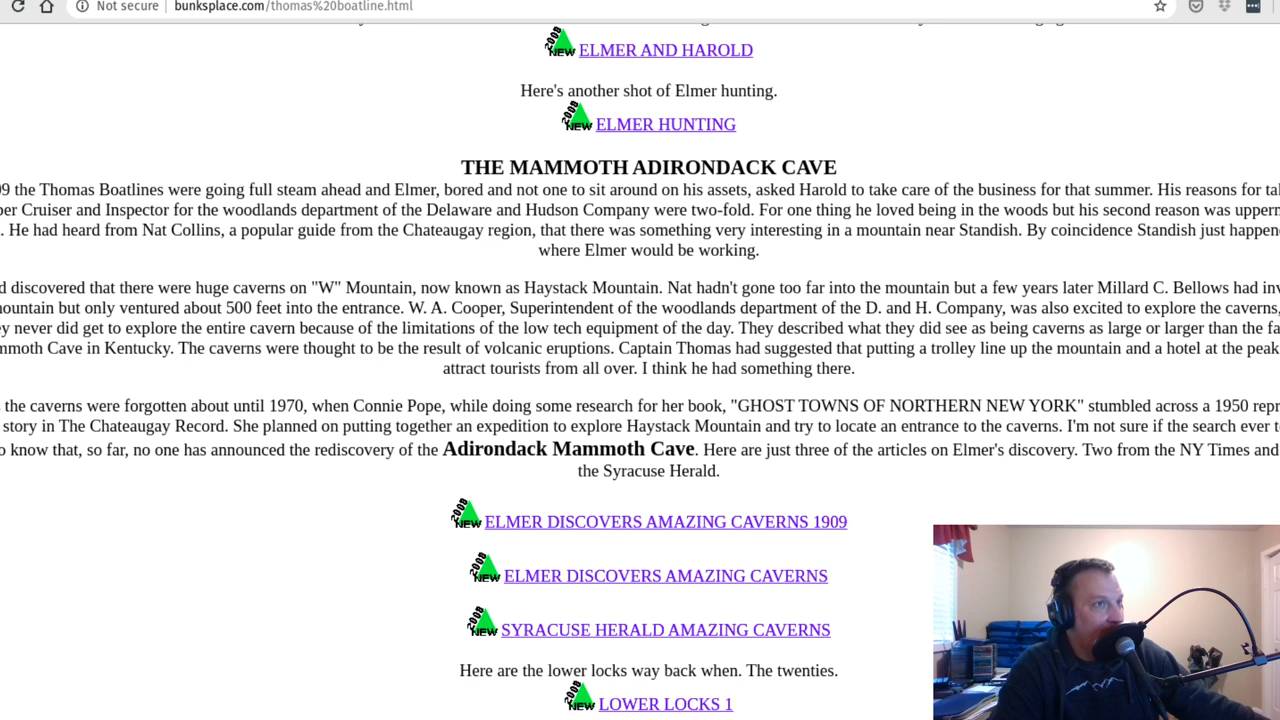 Not secure bunksplace.com/thomas%20boatline.html
2008 NEW ELMER AND HAROLD
Here's another shot of Elmer hunting.
2008 NEW ELMER HUNTING
THE MAMMOTH ADIRONDACK CAVE
09 the Thomas Boatlines were going full steam ahead and Elmer, bored and not one to sit around on his assets, asked Harold to take care of the business for that summer. His reasons for tal
per Cruiser and Inspector for the woodlands department of the Delaware and Hudson Company were two-fold. For one thing he loved being in the woods but his second reason was upperm
. He had heard from Nat Collins, a popular guide from the Chateaugay region, that there was something very interesting in a mountain near Standish. By coincidence Standish just happene
where Elmer would be working.
d discovered that there were huge caverns on "W" Mountain, now known as Haystack Mountain. Nat hadn't gone too far into the mountain but a few years later Millard C. Bellows had inv
mountain but only ventured about 500 feet into the entrance. W. A. Cooper, Superintendent of the woodlands department of the D. and H. Company, was also excited to explore the caverns,
ey never did get to explore the entire cavern because of the limitations of the low tech equipment of the day. They described what they did see as being caverns as large or larger than the fa
mmoth Cave in Kentucky. The caverns were thought to be the result of volcanic eruptions. Captain Thomas had suggested that putting a trolley line up the mountain and a hotel at the peak
attract tourists from all over. I think he had something there.
the caverns were forgotten about until 1970, when Connie Pope, while doing some research for her book, "GHOST TOWNS OF NORTHERN NEW YORK" stumbled across a 1950 repr
story in The Chateaugay Record. She planned on putting together an expedition to explore Haystack Mountain and try to locate an entrance to the caverns. I'm not sure if the search ever t
o know that, so far, no one has announced the rediscovery of the Adirondack Mammoth Cave. Here are just three of the articles on Elmer's discovery. Two from the NY Times and
the Syracuse Herald.
2008 NEW ELMER DISCOVERS AMAZING CAVERNS 1909
2008 NEW ELMER DISCOVERS AMAZING CAVERNS
2008 NEW SYRACUSE HERALD AMAZING CAVERNS
Here are the lower locks way back when. The twenties.
2008 NEW LOWER LOCKS 1